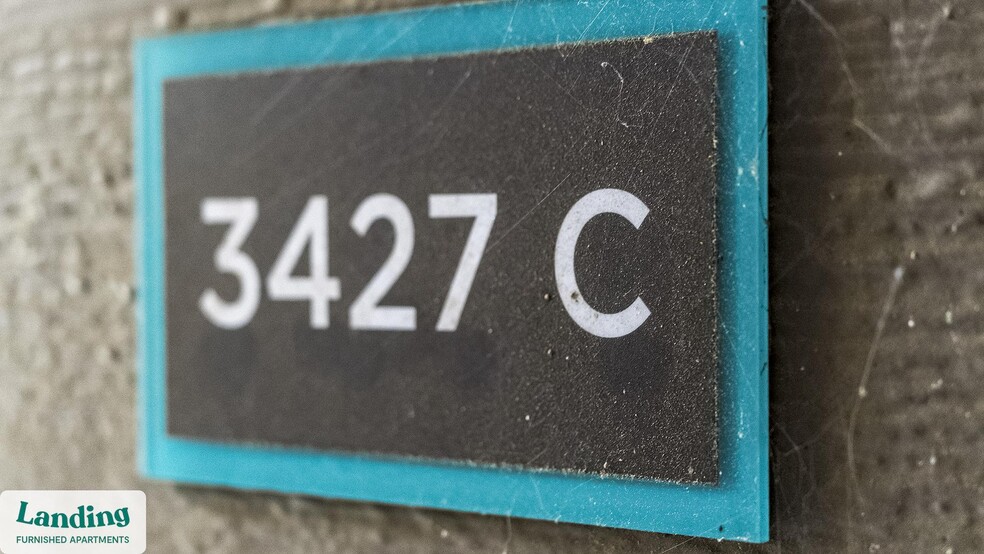 3427 C
Landing
FURNISHED APARTMENTS